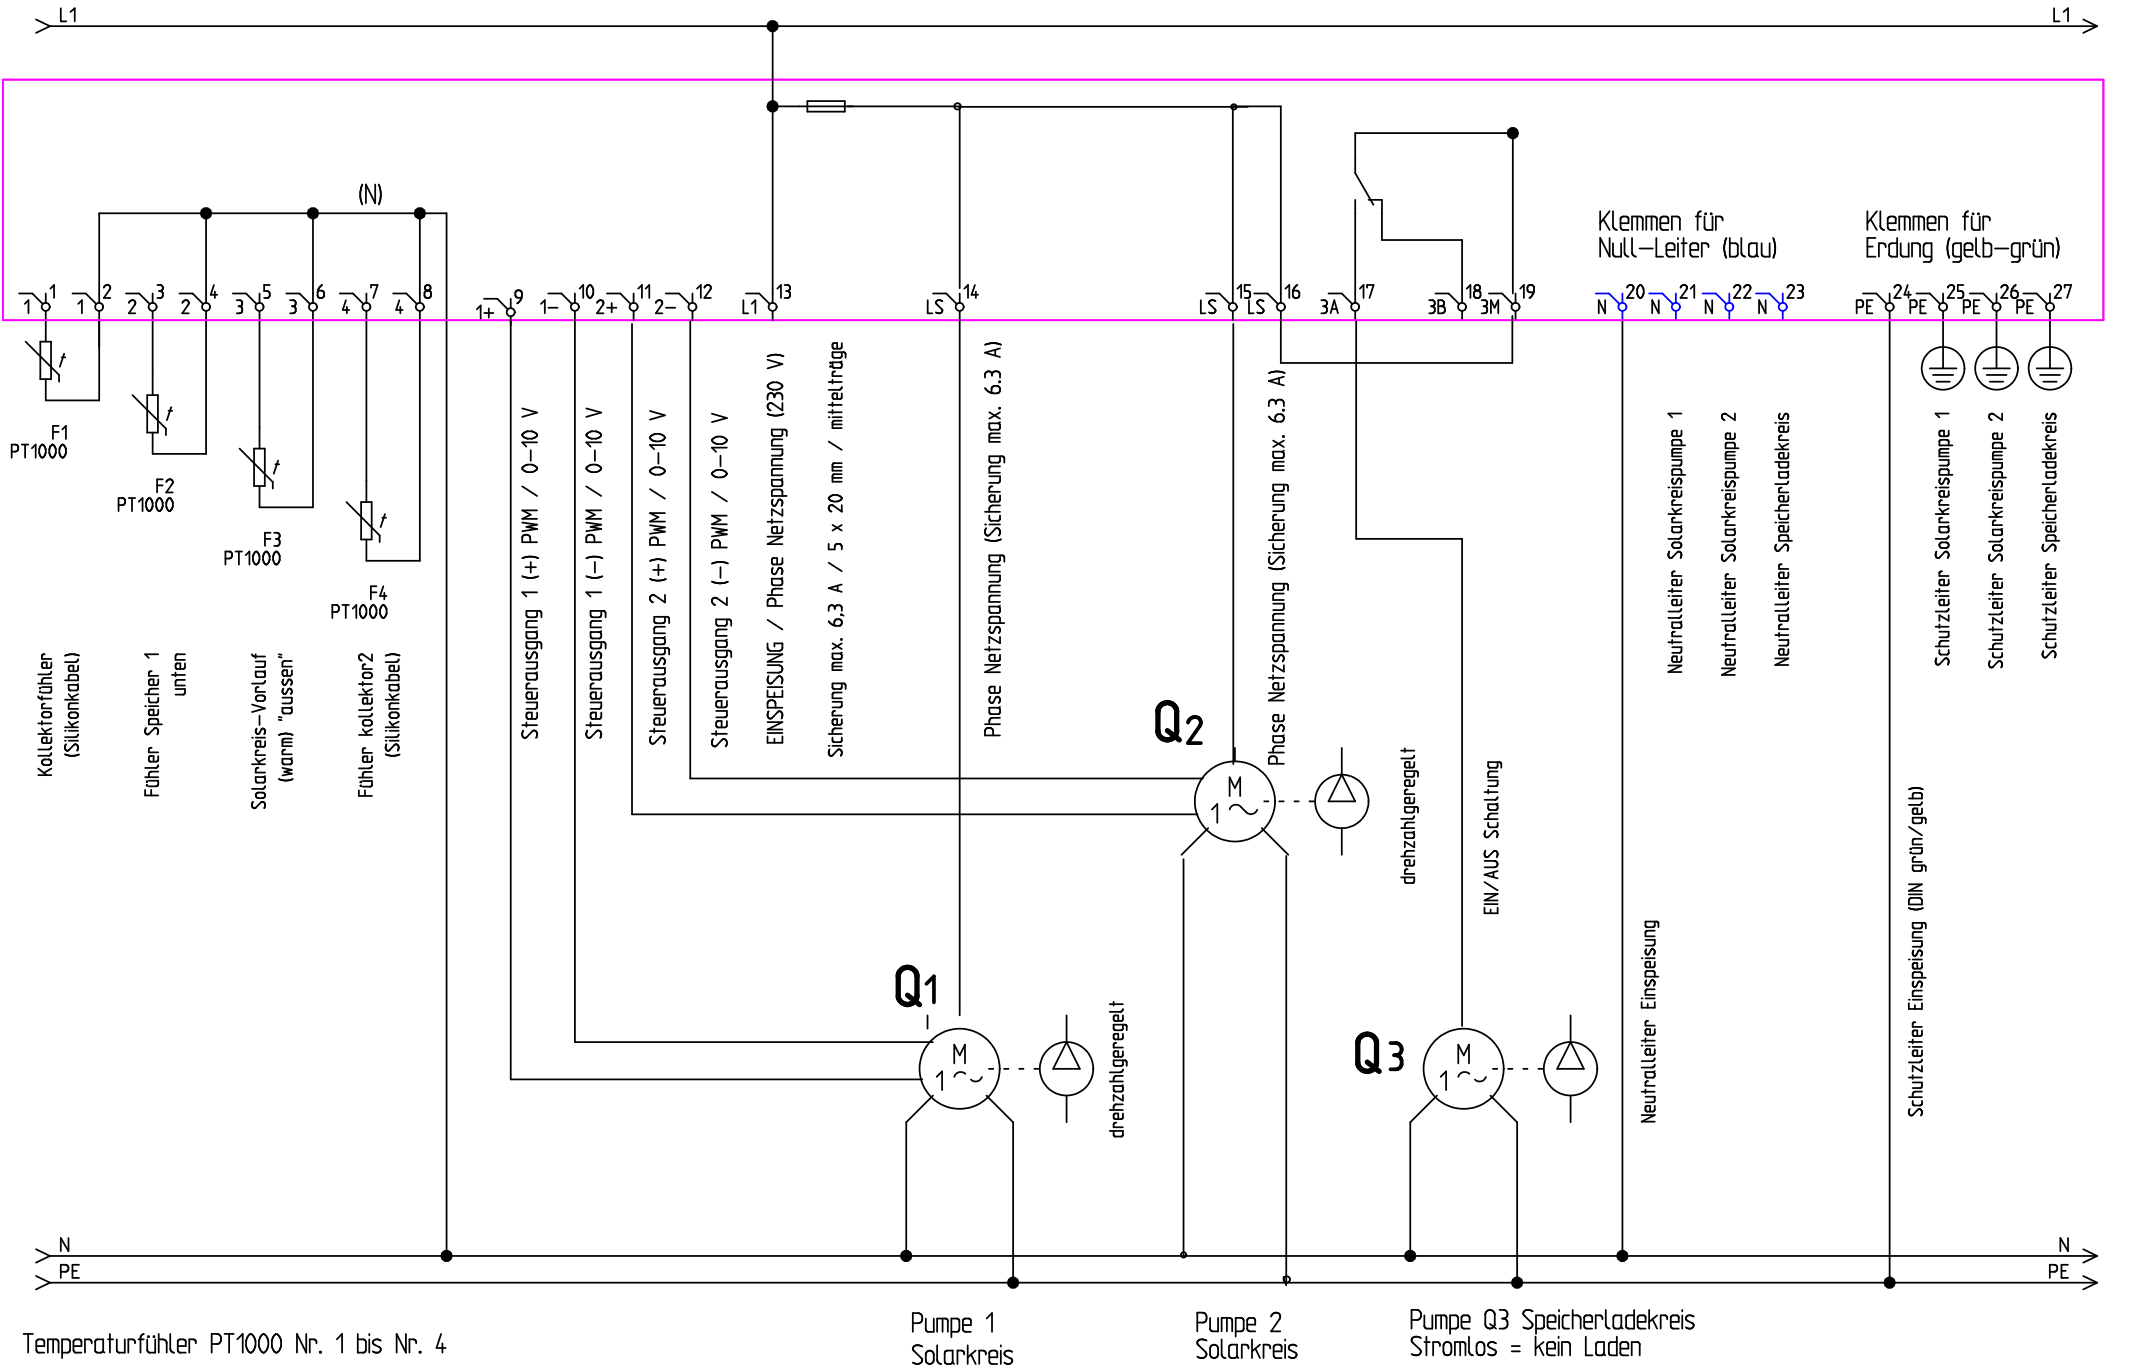 L1
L1
(N)
Klemmen für
Null-Leiter (blau)
Klemmen für
Erdung (gelb-grün)
1 2 3 4 5 6 7 8 9 10 11 12 13 14 15 16 17 18 19 20 21 22 23 24 25 26 27
1 1 2 2 3 3 4 4 1+ 1- 2+ 2- L1 LS LS LS 3A 3B 3M N N N N PE PE PE PE
t
F1
PT1000
t
F2
PT1000
t
F3
PT1000
t
F4
PT1000
Kollektorfühler
(Silikonkabel)
Fühler Speicher 1
unten
Solarkreis-Vorlauf
(warm) "aussen"
Fühler kollektor2
(Silikonkabel)
Steuerausgang 1 (+) PWM / 0-10 V
Steuerausgang 1 (-) PWM / 0-10 V
Steuerausgang 2 (+) PWM / 0-10 V
Steuerausgang 2 (-) PWM / 0-10 V
EINSPEISUNG / Phase Netzspannung (230 V)
Sicherung max. 6,3 A / 5 x 20 mm / mittelträge
Phase Netzspannung (Sicherung max. 6.3 A)
Phase Netzspannung (Sicherung max. 6.3 A)
Neutralleiter Solarkreispumpe 1
Neutralleiter Solarkreispumpe 2
Neutralleiter Speicherladekreis
Schutzleiter Solarkreispumpe 1
Schutzleiter Solarkreispumpe 2
Schutzleiter Speicherladekreis
Q2
M
1~
drehzahlgeregelt
EIN/AUS Schaltung
Neutralleiter Einspeisung
Schutzleiter Einspeisung (DIN grün/gelb)
Q1
M
1~
drehzahlgeregelt
Q3
M
1~
N
N
PE
PE
Temperaturfühler PT1000 Nr. 1 bis Nr. 4
Pumpe 1
Solarkreis
Pumpe 2
Solarkreis
Pumpe Q3 Speicherladekreis
Stromlos = kein Laden